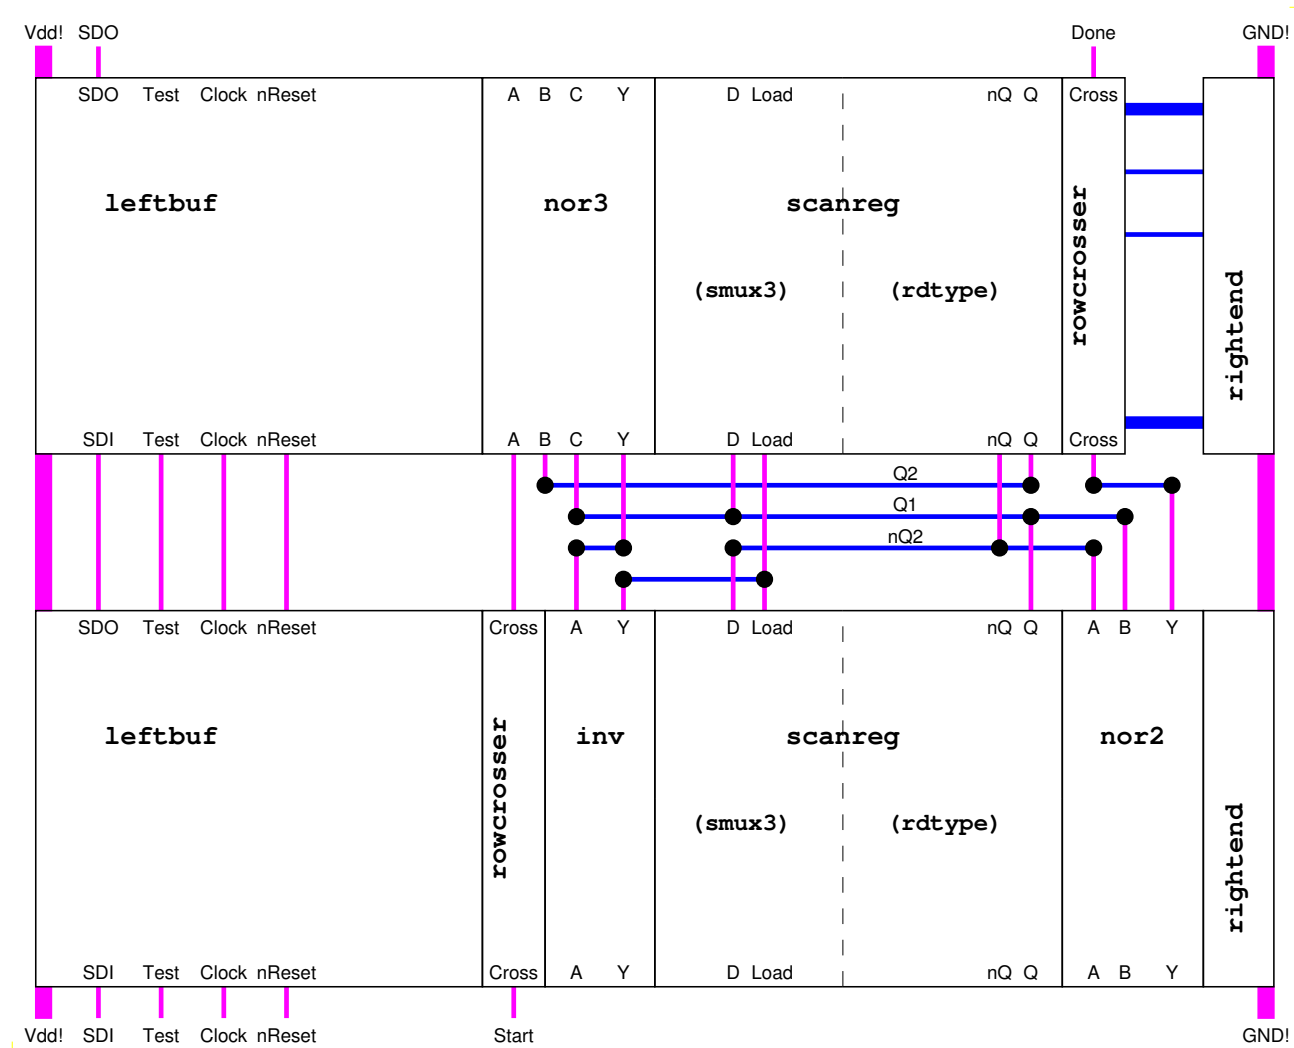 Vdd! SDO Done GND!
SDO Test Clock nReset A B C Y D Load nQ Q Cross
leftbuf nor3 scanreg
rowcrosser
(smux3) (rdtype)
rightend
SDI Test Clock nReset A B C Y D Load nQ Q Cross
Q2
Q1
nQ2
SDO Test Clock nReset Cross A Y D Load nQ Q A B Y
leftbuf inv scanreg nor2
rowcrosser
(smux3) (rdtype)
rightend
SDI Test Clock nReset Cross A Y D Load nQ Q A B Y
Vdd! SDI Test Clock nReset Start GND!